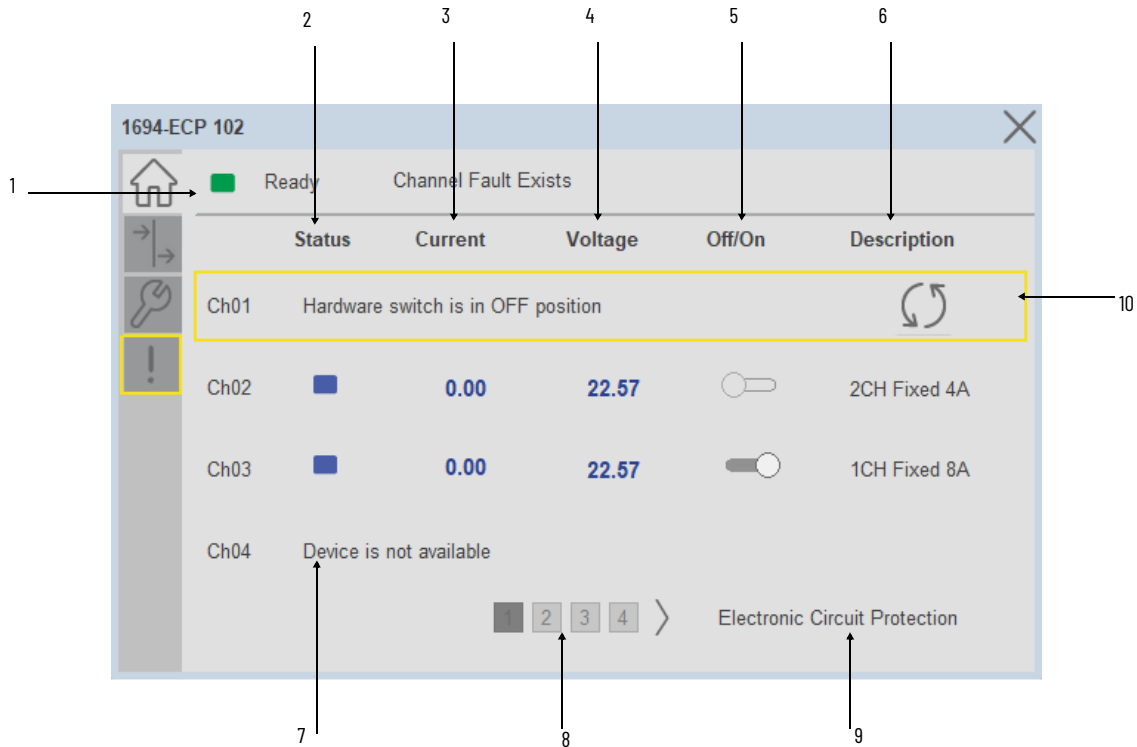 2 3 4 5 6
1694-ECP 102
1 Ready Channel Fault Exists
Status Current Voltage Off/On Description
Ch01 Hardware switch is in OFF position 10
Ch02 0.00 22.57 2CH Fixed 4A
Ch03 0.00 22.57 1CH Fixed 8A
Ch04 Device is not available
1 2 3 4 Electronic Circuit Protection
7 8 9